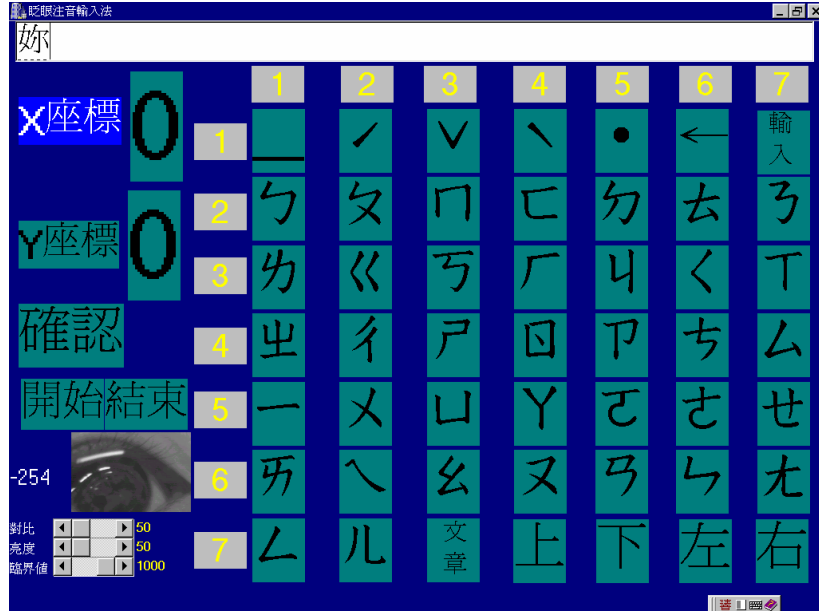 眨眼注音輸入法
妳
1 2 3 4 5 6 7
X座標 0
1 ˍ ˊ ˇ ˋ ˙ ← 輸入
2 ㄅ ㄆ ㄇ ㄈ ㄉ ㄊ ㄋ
Y座標 0
3 ㄌ ㄍ ㄎ ㄏ ㄐ ㄑ ㄒ
確認
4 ㄓ ㄔ ㄕ ㄖ ㄗ ㄘ ㄙ
開始 結束
5 ㄧ ㄨ ㄩ ㄚ ㄛ ㄜ ㄝ
-254
6 ㄞ ㄟ ㄠ ㄡ ㄢ ㄣ ㄤ
對比 50
亮度 50
臨界值 1000
7 ㄥ ㄦ 文章 上 下 左 右